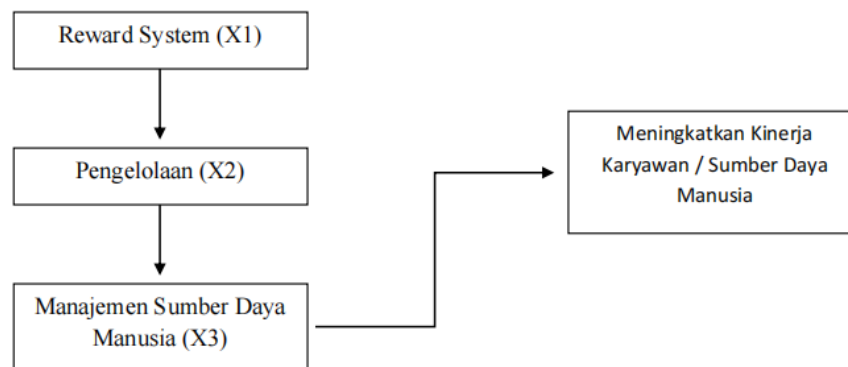 Reward System (X1)
Pengelolaan (X2)
Manajemen Sumber Daya
Manusia (X3)
Meningkatkan Kinerja
Karyawan / Sumber Daya
Manusia